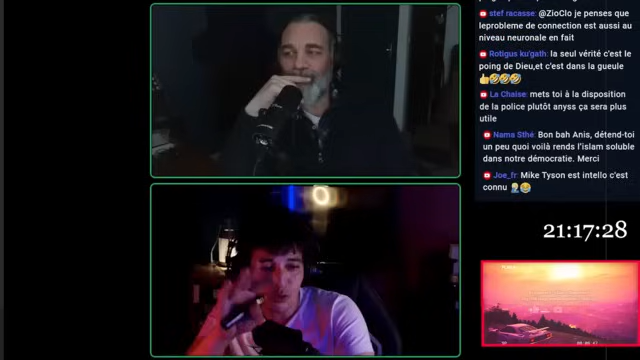 stef racasse: @ZioClo je penses que
leprobleme de connection est aussi au
niveau neuronale en fait
Rotigus ku'gath: la seul vérité c'est le
poing de Dieu,et c'est dans la gueule
👍🤣🤣🤣
La Chaise: mets toi à la disposition
de la police plutôt anyss ça sera plus
utile
Nama Sthé: Bon bah Anis, détend-toi
un peu quoi voilà rends l'islam soluble
dans notre démocratie. Merci
Joe_fr: Mike Tyson est intello c'est
connu 🤦😂
21:17:28